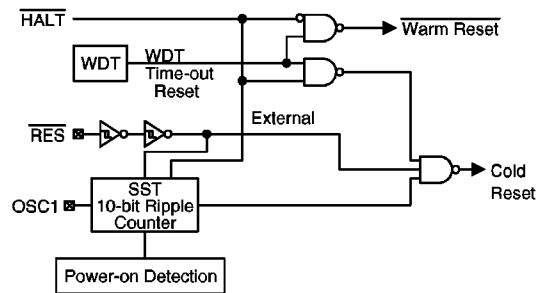 HALT
Warm Reset
WDT
WDT
Time-out
Reset
RES
External
SST
10-bit Ripple
Counter
OSC1
Cold
Reset
Power-on Detection